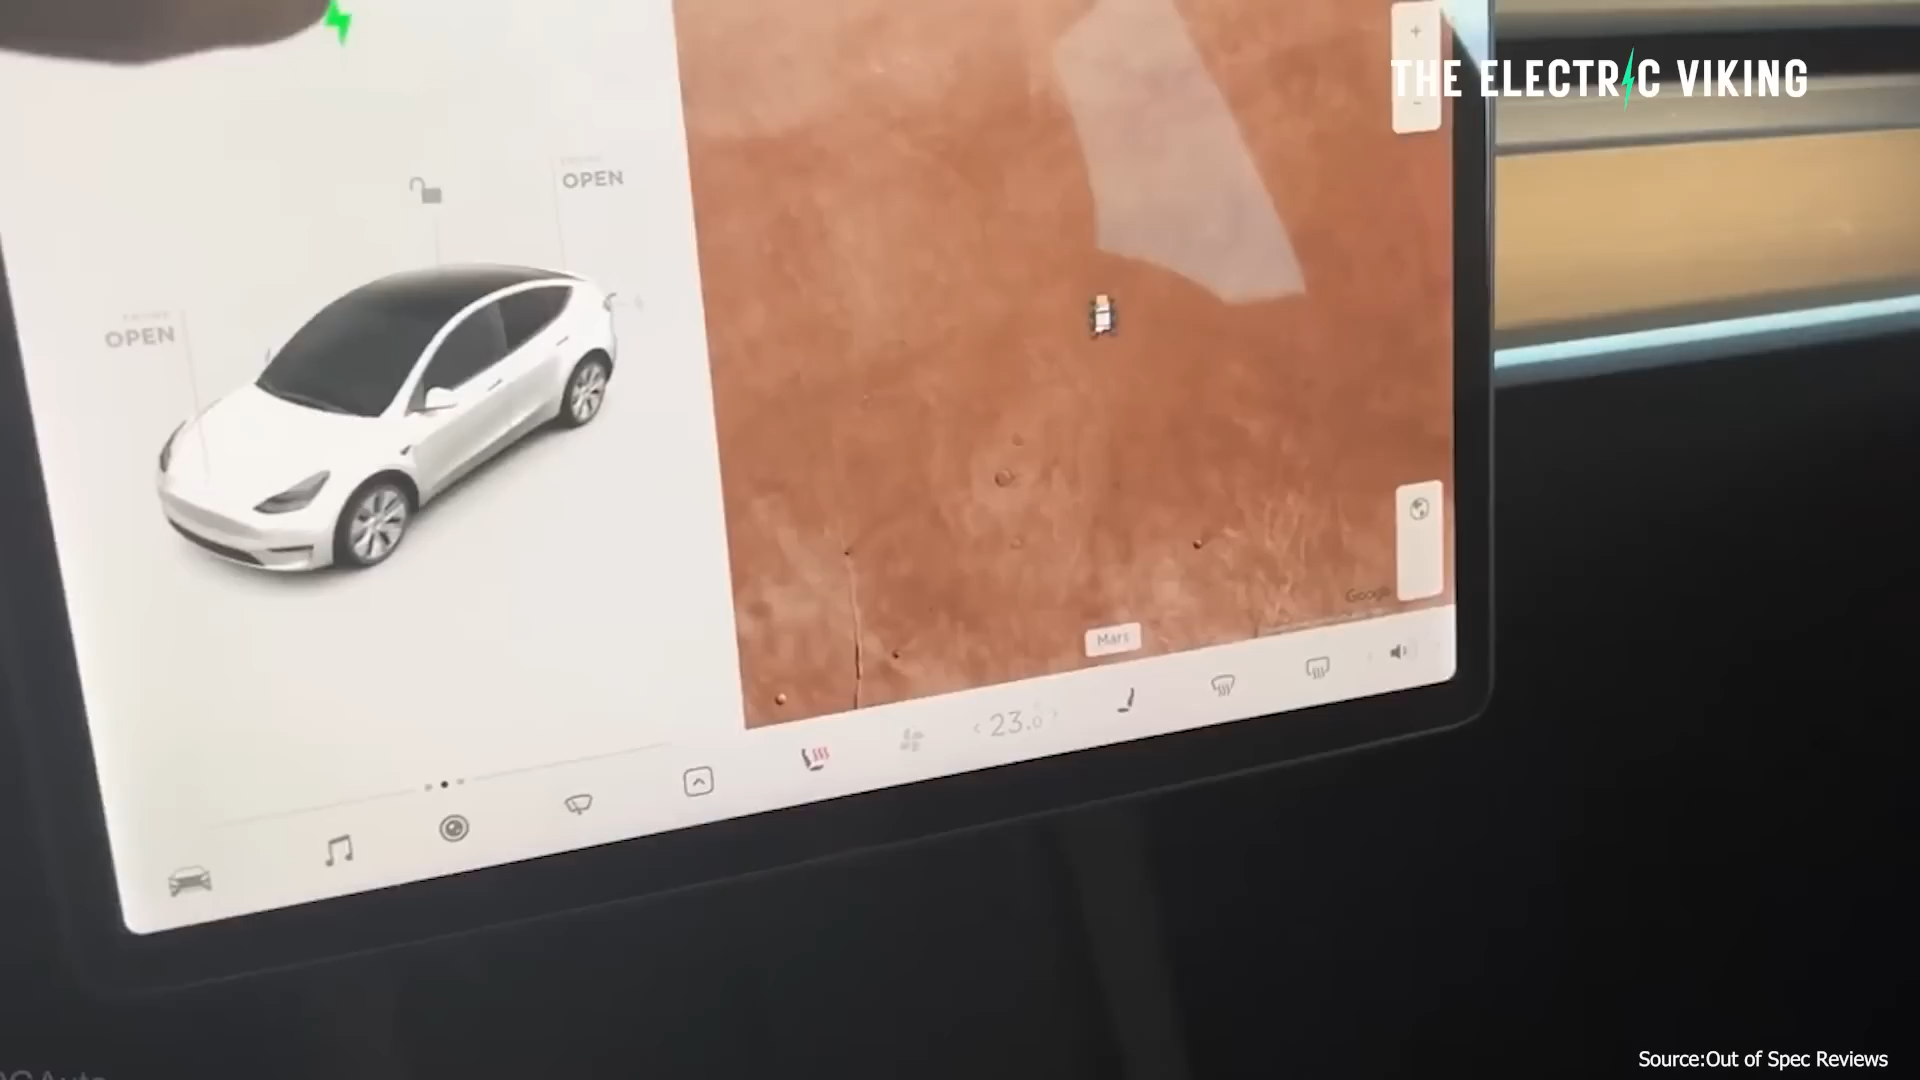 THE ELECTRIC VIKING
OPEN
OPEN
Google
Mars
23.0
Source:Out of Spec Reviews